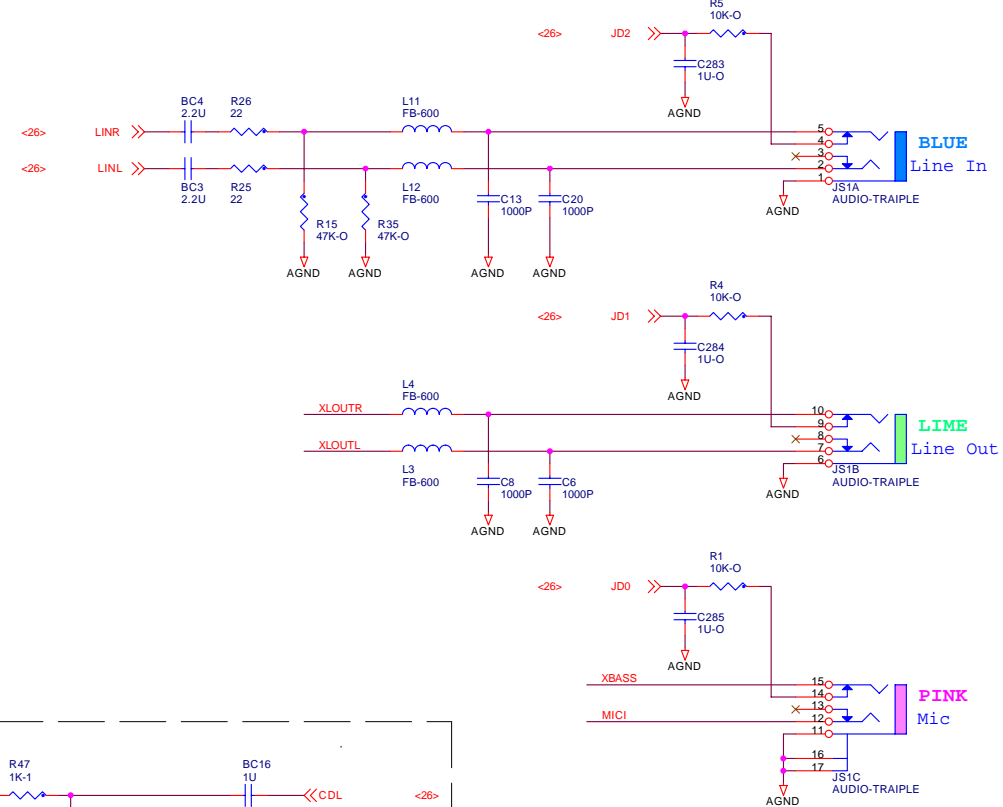 R5
10K-O
<26> JD2
C283
1U-O
AGND
BC4
2.2U
R26
22
L11
FB-600
<26> LINR
<26> LINL
BC3
2.2U
R25
22
L12
FB-600
R15
47K-O
R35
47K-O
C13
1000P
C20
1000P
AGND
AGND
AGND
AGND
5
4
3
2
1
BLUE
Line In
JS1A
AUDIO-TRAIPLE
AGND
R4
10K-O
<26> JD1
C284
1U-O
AGND
L4
FB-600
XLOUTR
XLOUTL
L3
FB-600
C8
1000P
C6
1000P
AGND
AGND
10
9
8
7
6
LIME
Line Out
JS1B
AUDIO-TRAIPLE
AGND
R1
10K-O
<26> JD0
C285
1U-O
AGND
XBASS
MICI
15
14
13
12
11
16
17
PINK
Mic
JS1C
AUDIO-TRAIPLE
AGND
R47
1K-1
BC16
1U
CDL <26>